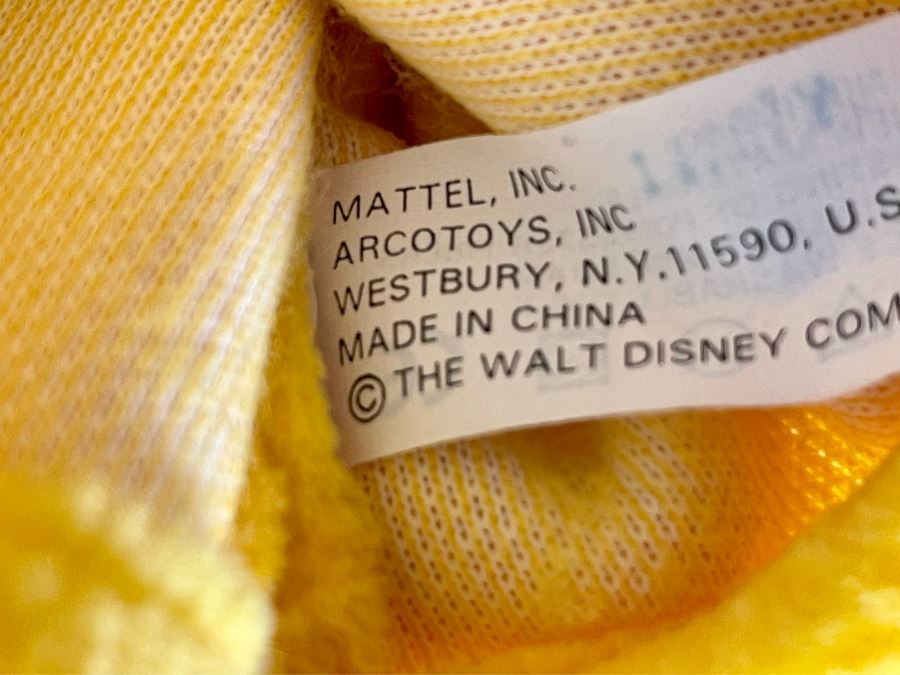 MATTEL, INC.
ARCOTOYS, INC
WESTBURY, N.Y.11590, U.S
MADE IN CHINA
© THE WALT DISNEY COM